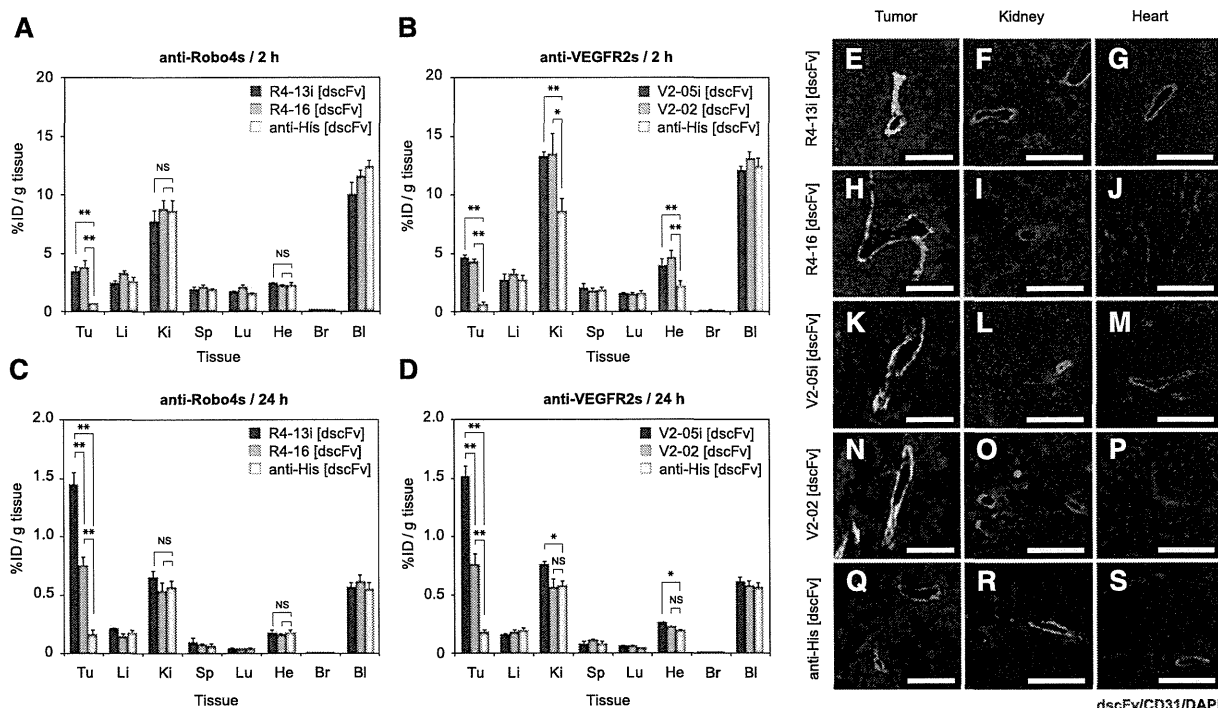 A
anti-Robo4s / 2 h
%ID / g tissue
20
15
10
5
0
R4-13i [dscFv]
R4-16 [dscFv]
anti-His [dscFv]
**
**
NS
NS
Tu Li Ki Sp Lu He Br Bl
Tissue
B
anti-VEGFR2s / 2 h
%ID / g tissue
20
15
10
5
0
V2-05i [dscFv]
V2-02 [dscFv]
anti-His [dscFv]
**
**
**
*
**
**
Tu Li Ki Sp Lu He Br Bl
Tissue
C
anti-Robo4s / 24 h
%ID / g tissue
2.0
1.5
1.0
0.5
0
R4-13i [dscFv]
R4-16 [dscFv]
anti-His [dscFv]
**
**
**
NS
NS
Tu Li Ki Sp Lu He Br Bl
Tissue
D
anti-VEGFR2s / 24 h
%ID / g tissue
2.0
1.5
1.0
0.5
0
V2-05i [dscFv]
V2-02 [dscFv]
anti-His [dscFv]
**
**
**
*
NS
*
NS
Tu Li Ki Sp Lu He Br Bl
Tissue
Tumor Kidney Heart
R4-13i [dscFv]
E F G
R4-16 [dscFv]
H I J
V2-05i [dscFv]
K L M
V2-02 [dscFv]
N O P
anti-His [dscFv]
Q R S